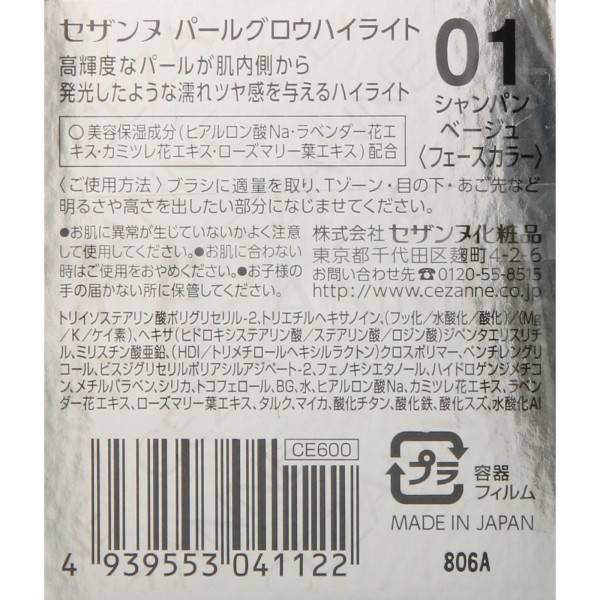 セザンヌ パールグロウハイライト
高輝度なパールが肌内側から
発光したような濡れツヤ感を与えるハイライト
01
シャンパン
ベージュ
〈フェースカラー〉
○美容保湿成分(ヒアルロン酸Na・ラベンダー花エ
キス・カミツレ花エキス・ローズマリー葉エキス)配合
〈ご使用方法〉ブラシに適量を取り、Tゾーン・目の下・あご先など
明るさや高さを出したい部分になじませてください。
●お肌に異常が生じていないかよく注意
して使用してください。●お肌に合わない
時はご使用をおやめください。●お子様の
手の届かない所に保管してください。
株式会社 セザンヌ化粧品
東京都千代田区麹町4-2-6
お問い合わせ先☎0120-55-8515
http://www.cezanne.co.jp
トリイソステアリン酸ポリグリセリル-2、トリエチルヘキサノイン、(フッ化/水酸化/酸化)/(Mg
/K/ケイ素)、ヘキサ(ヒドロキシステアリン酸/ステアリン酸/ロジン酸)ジペンタエリスリチ
ル、ミリスチン酸亜鉛、(HDI/トリメチロールヘキシルラクトン)クロスポリマー、ペンチレングリ
コール、ビスジグリセリルポリアシルアジペート-2、フェノキシエタノール、ハイドロゲンジメチコ
ン、メチルパラベン、シリカ、トコフェロール、BG、水、ヒアルロン酸Na、カミツレ花エキス、ラベン
ダー花エキス、ローズマリー葉エキス、タルク、マイカ、酸化チタン、酸化鉄、酸化スズ、水酸化Al
CE600
4 939553 041122
プラ
容器
フィルム
MADE IN JAPAN
806A